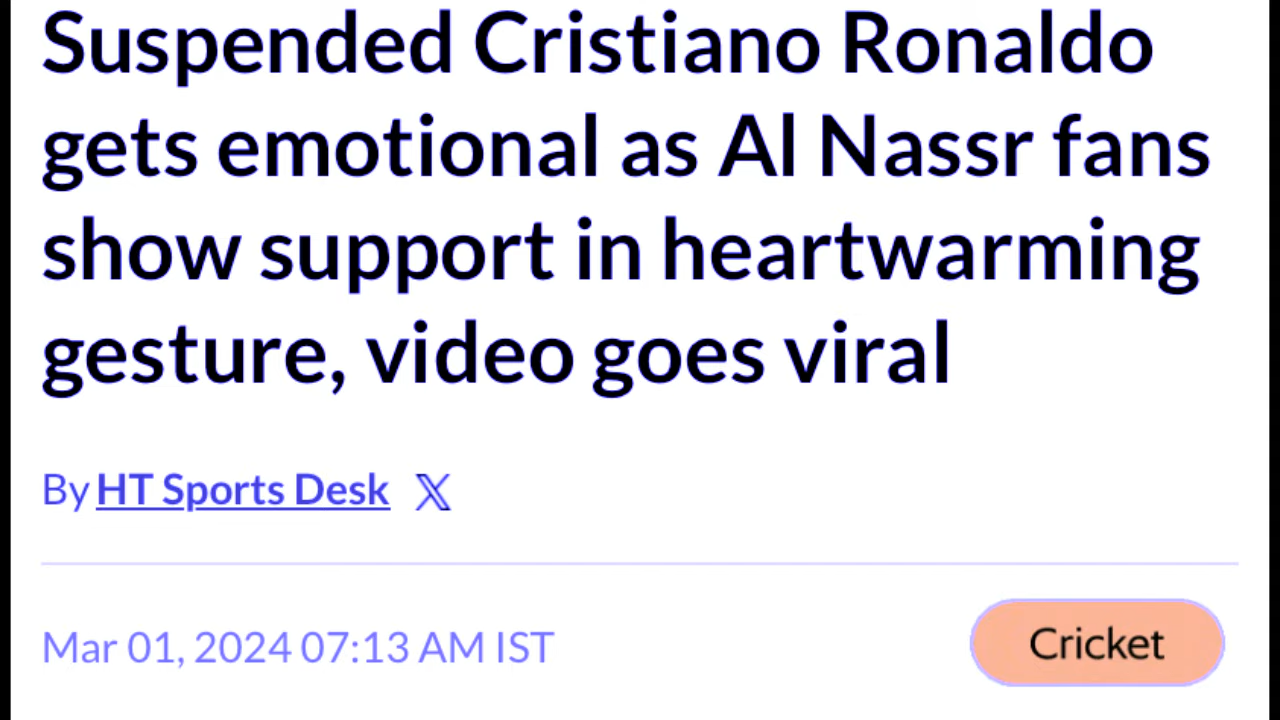 Suspended Cristiano Ronaldo
gets emotional as Al Nassr fans
show support in heartwarming
gesture, video goes viral
By HT Sports Desk 𝕏
Mar 01, 2024 07:13 AM IST
Cricket